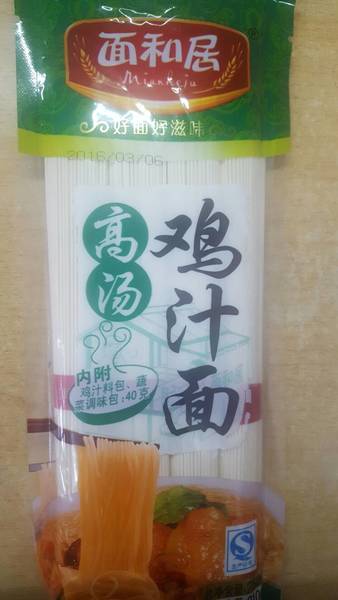 面和居
®
Mianheju
好面好滋味
2016/03/06
高汤
鸡汁面
内附
鸡汁料包、蔬
菜调味包:40克